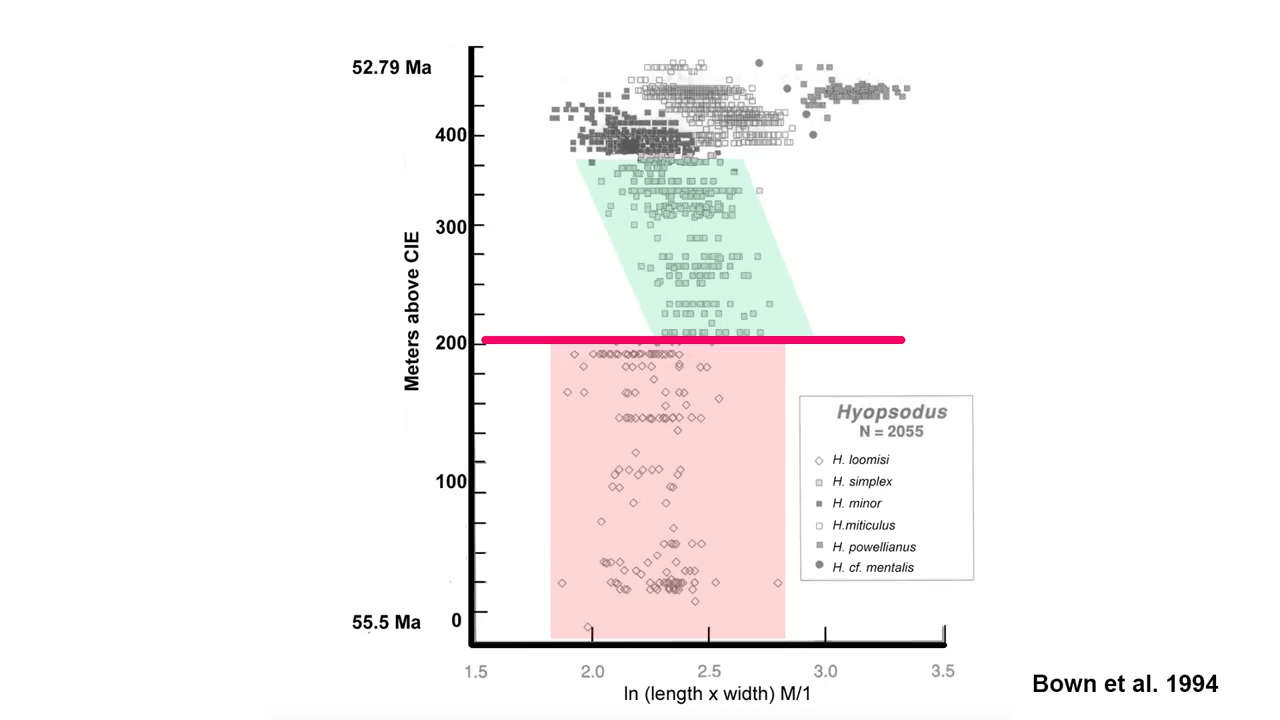 52.79 Ma
400
300
200
100
0
55.5 Ma
Meters above CIE
Hyopsodus
N = 2055
H. loomisi
H. simplex
H. minor
H.miticulus
H. powellianus
H. cf. mentalis
1.5 2.0 2.5 3.0 3.5
ln (length x width) M/1
Bown et al. 1994